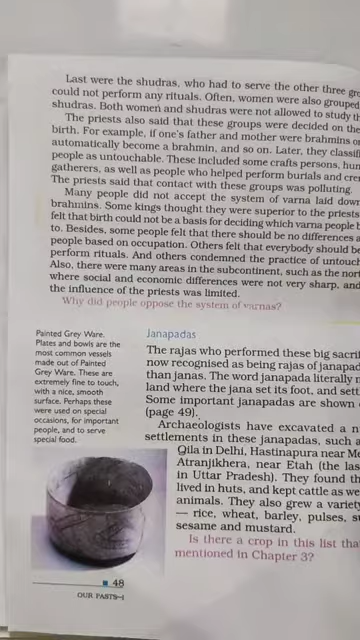 Last were the shudras, who had to serve the other three
could not perform any rituals. Often, women were also grouped
shudras. Both women and shudras were not allowed to study
The priests also said that these groups were decided on the
birth. For example, if one's father and mother were brahmins
automatically become a brahmin, and so on. Later, they
people as untouchable. These included some crafts persons,
gatherers, as well as people who helped perform burials and
The priests said that contact with these groups was polluting.
Many people did not accept the system of varna laid down
brahmins. Some kings thought they were superior to the
felt that birth could not be a basis for deciding which varna people
to. Besides, some people felt that there should be no differences
people based on occupation. Others felt that everybody should be
perform rituals. And others condemned the practice of
Also, there were many areas in the subcontinent, such as the
where social and economic differences were not very sharp, and
the influence of the priests was limited.
Why did people oppose the system of varnas?
Janapadas
The rajas who performed these big
now recognised as being rajas of
than janas. The word janapada literally
land where the jana set its foot, and
Some important janapadas are shown
(page 49).
Archaeologists have excavated a
settlements in these janapadas, such
Qila in Delhi, Hastinapura near
Atranjikhera, near Etah (the
in Uttar Pradesh). They found
lived in huts, and kept cattle as
animals. They also grew a
— rice, wheat, barley, pulses,
sesame and mustard.
Is there a crop in this list
mentioned in Chapter 3?
Painted Grey Ware.
Plates and bowls are the
most common vessels
made out of Painted
Grey Ware. These are
extremely fine to touch,
with a nice, smooth
surface. Perhaps these
were used on special
occasions, for important
people, and to serve
special food.
48
OUR PASTS–I